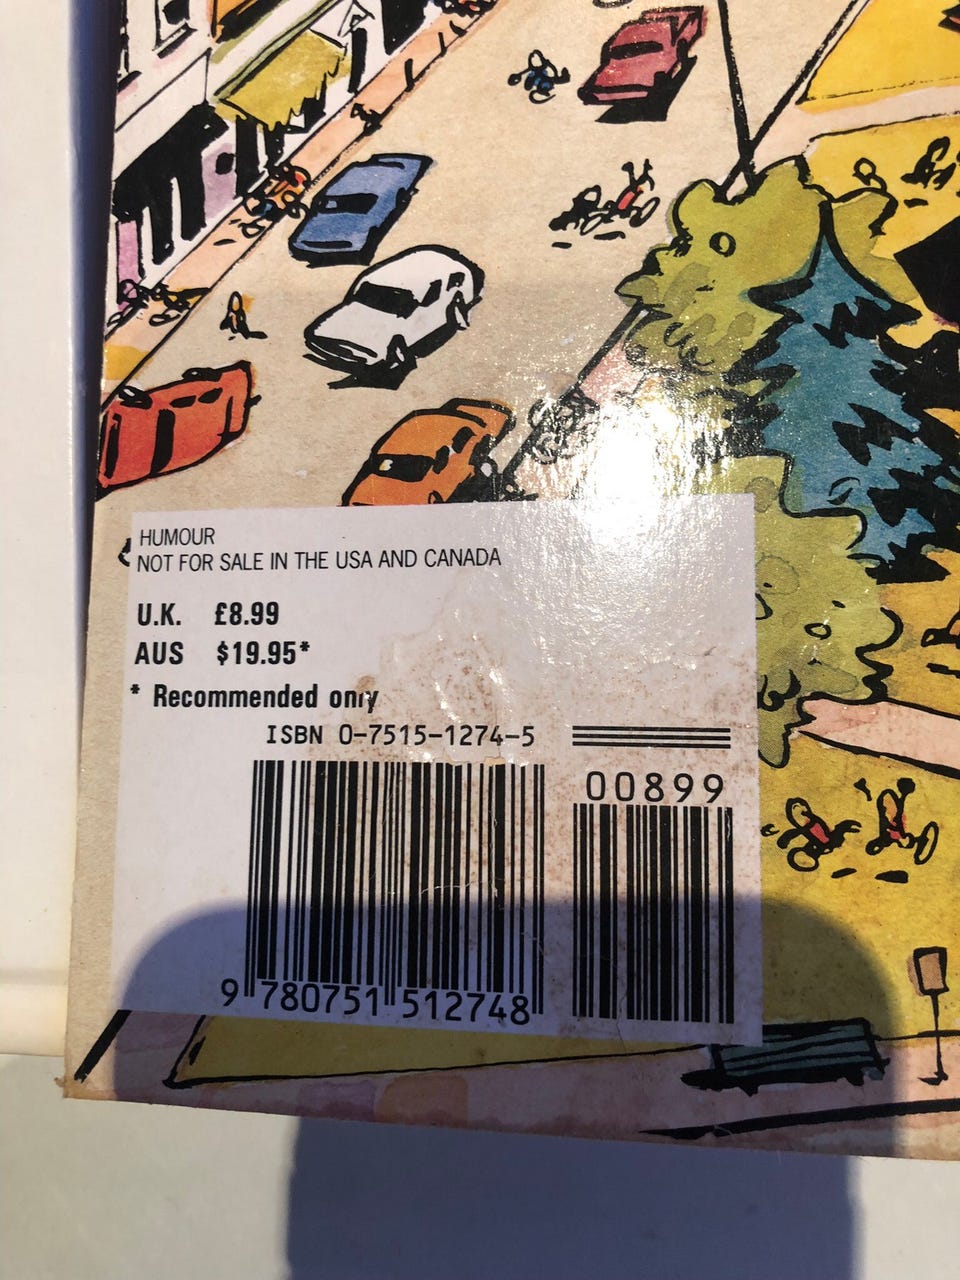 HUMOUR
NOT FOR SALE IN THE USA AND CANADA
U.K. £8.99
AUS $19.95*
* Recommended only
ISBN 0-7515-1274-5
00899
9 780751 512748